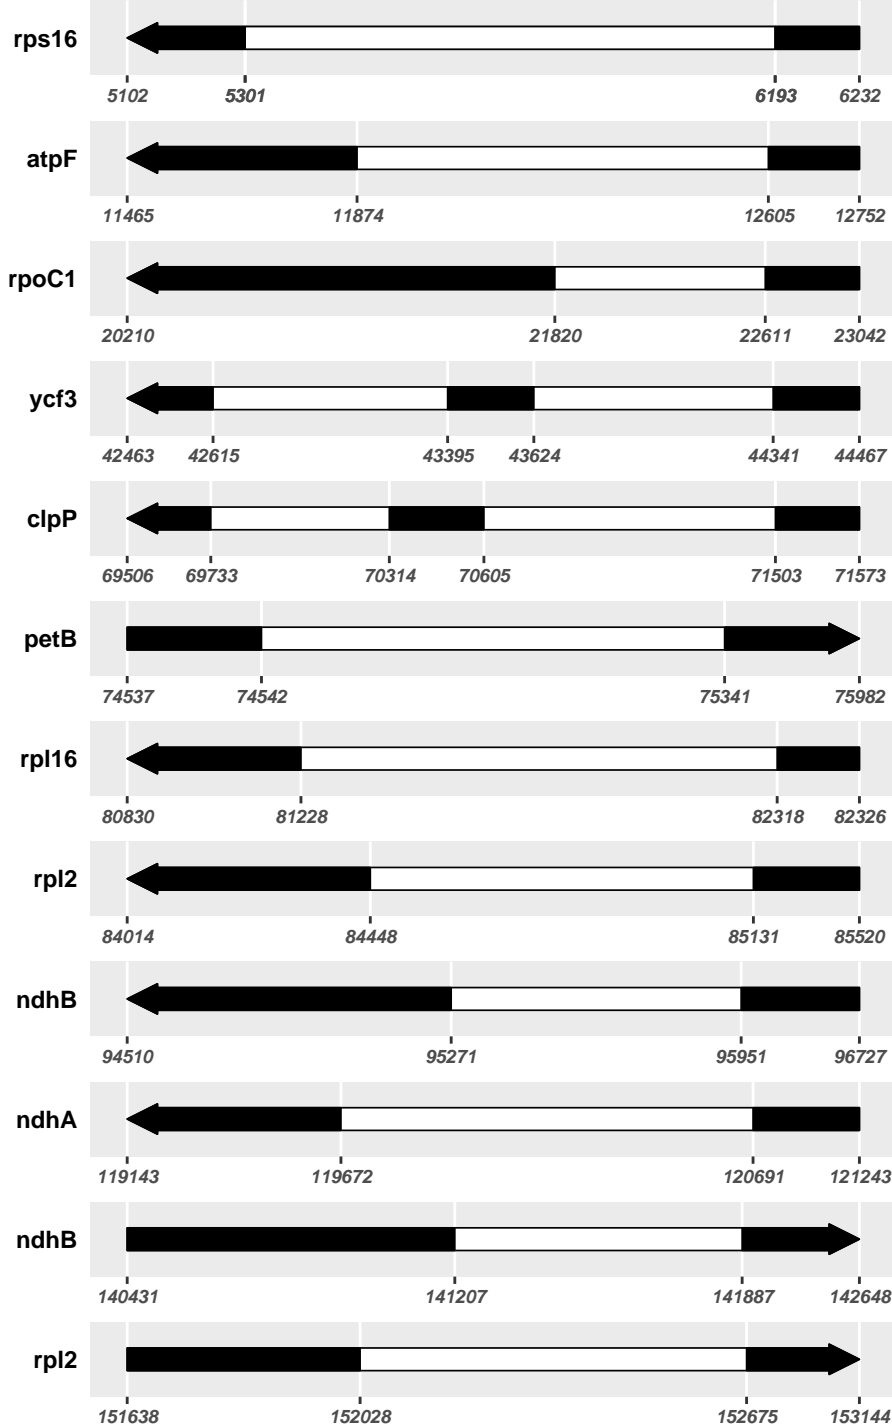 rps16
5102 5301 6193 6232
atpF
11465 11874 12605 12752
rpoC1
20210 21820 22611 23042
ycf3
42463 42615 43395 43624 44341 44467
clpP
69506 69733 70314 70605 71503 71573
petB
74537 74542 75341 75982
rpl16
80830 81228 82318 82326
rpl2
84014 84448 85131 85520
ndhB
94510 95271 95951 96727
ndhA
119143 119672 120691 121243
ndhB
140431 141207 141887 142648
rpl2
151638 152028 152675 153144